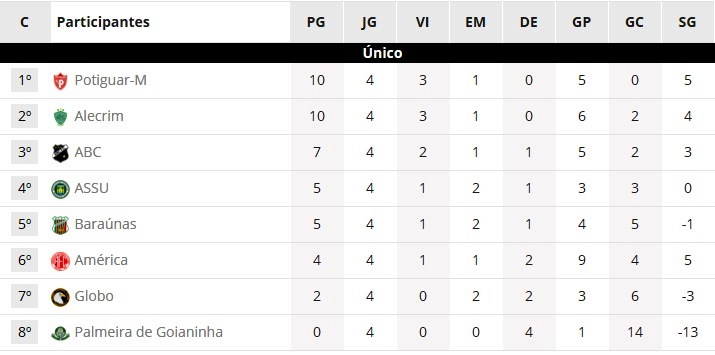 C Participantes PG JG VI EM DE GP GC SG
Único
1º Potiguar-M 10 4 3 1 0 5 0 5
2º Alecrim 10 4 3 1 0 6 2 4
3º ABC 7 4 2 1 1 5 2 3
4º ASSU 5 4 1 2 1 3 3 0
5º Baraúnas 5 4 1 2 1 4 5 -1
6º América 4 4 1 1 2 9 4 5
7º Globo 2 4 0 2 2 3 6 -3
8º Palmeira de Goianinha 0 4 0 0 4 1 14 -13